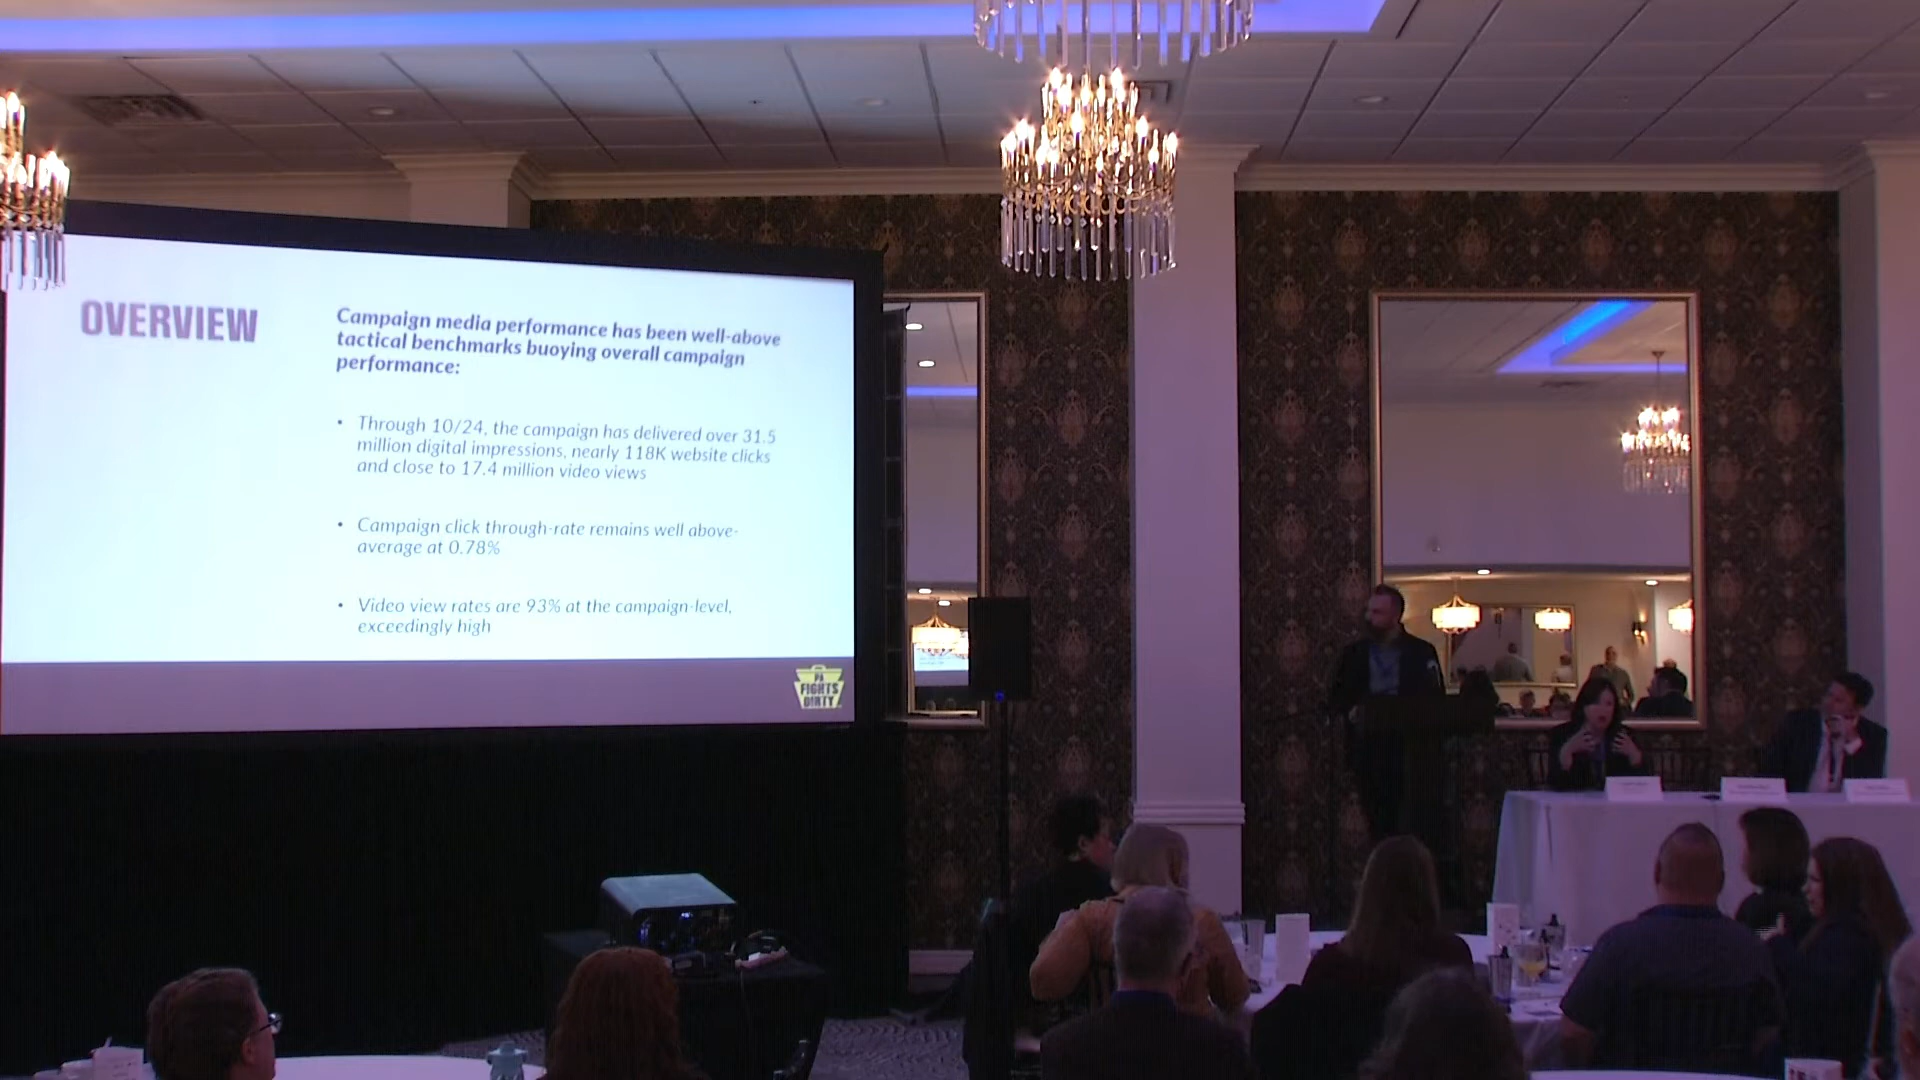 OVERVIEW
Campaign media performance has been well-above
tactical benchmarks buoying overall campaign
performance:
• Through 10/24, the campaign has delivered over 31.5
million digital impressions, nearly 118K website clicks
and close to 17.4 million video views
• Campaign click through-rate remains well above-
average at 0.78%
• Video view rates are 93% at the campaign-level,
exceedingly high
PA
FIGHTS
DIRTY